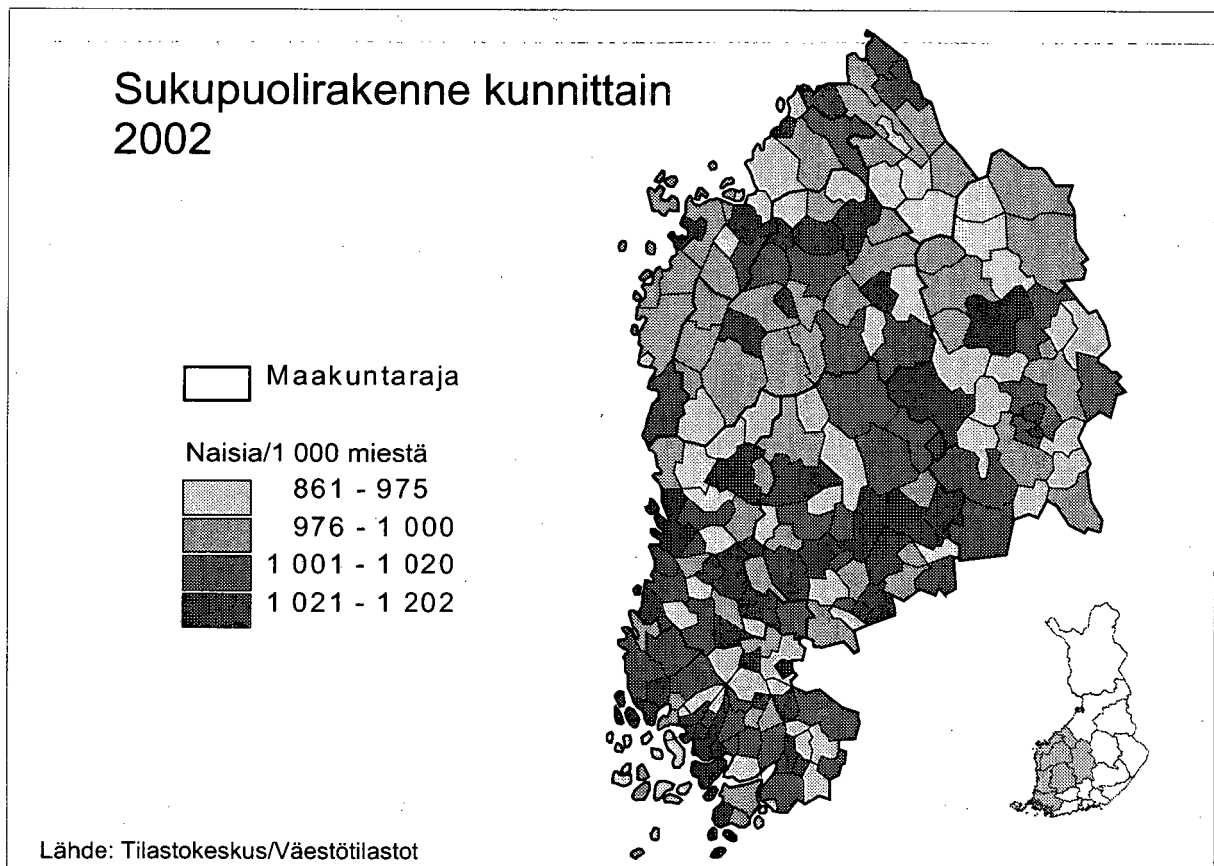 Sukupuolirakenne kunnittain
2002
Maakuntaraja
Naisia/1 000 miestä
861 - 975
976 - 1 000
1 001 - 1 020
1 021 - 1 202
Lähde: Tilastokeskus/Väestötilastot